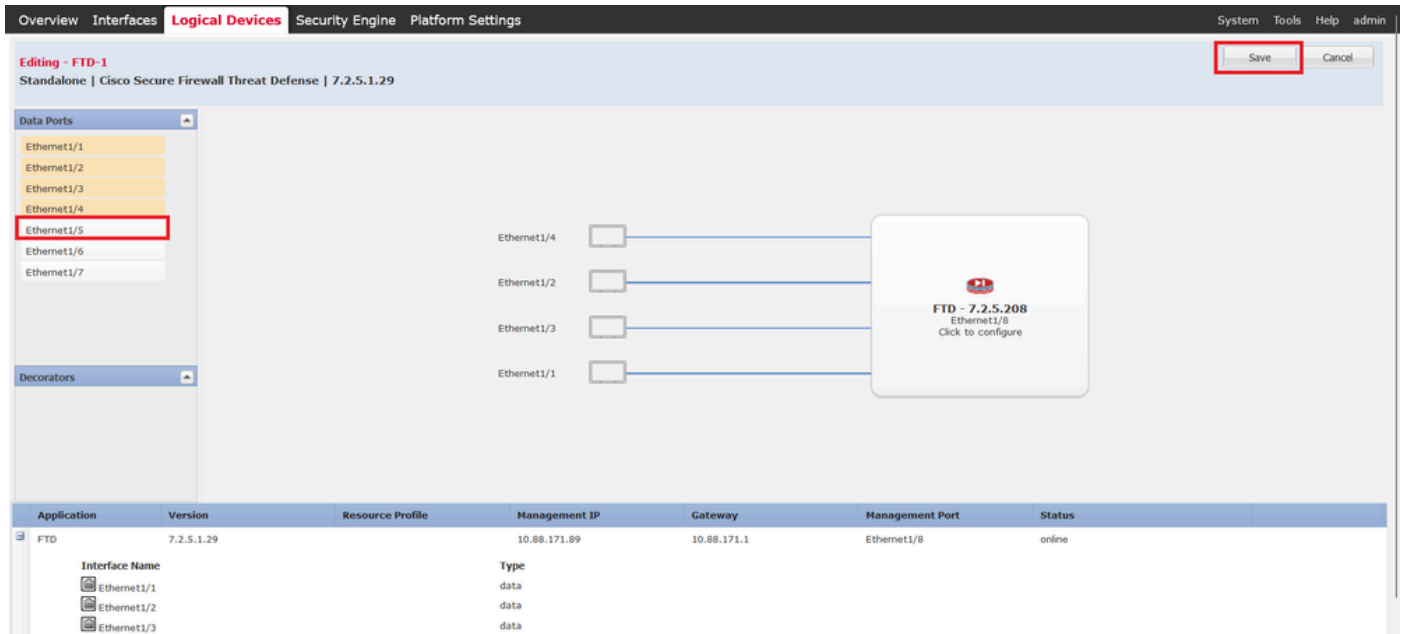 Overview Interfaces Logical Devices Security Engine Platform Settings System Tools Help admin
Editing - FTD-1
Standalone | Cisco Secure Firewall Threat Defense | 7.2.5.1.29
Save Cancel
Data Ports
Ethernet1/1
Ethernet1/2
Ethernet1/3
Ethernet1/4
Ethernet1/5
Ethernet1/6
Ethernet1/7
Decorators
Ethernet1/4
Ethernet1/2
Ethernet1/3
Ethernet1/1
FTD - 7.2.5.208
Ethernet1/8
Click to configure
Application Version Resource Profile Management IP Gateway Management Port Status
FTD 7.2.5.1.29 10.88.171.89 10.88.171.1 Ethernet1/8 online
Interface Name Type
Ethernet1/1 data
Ethernet1/2 data
Ethernet1/3 data